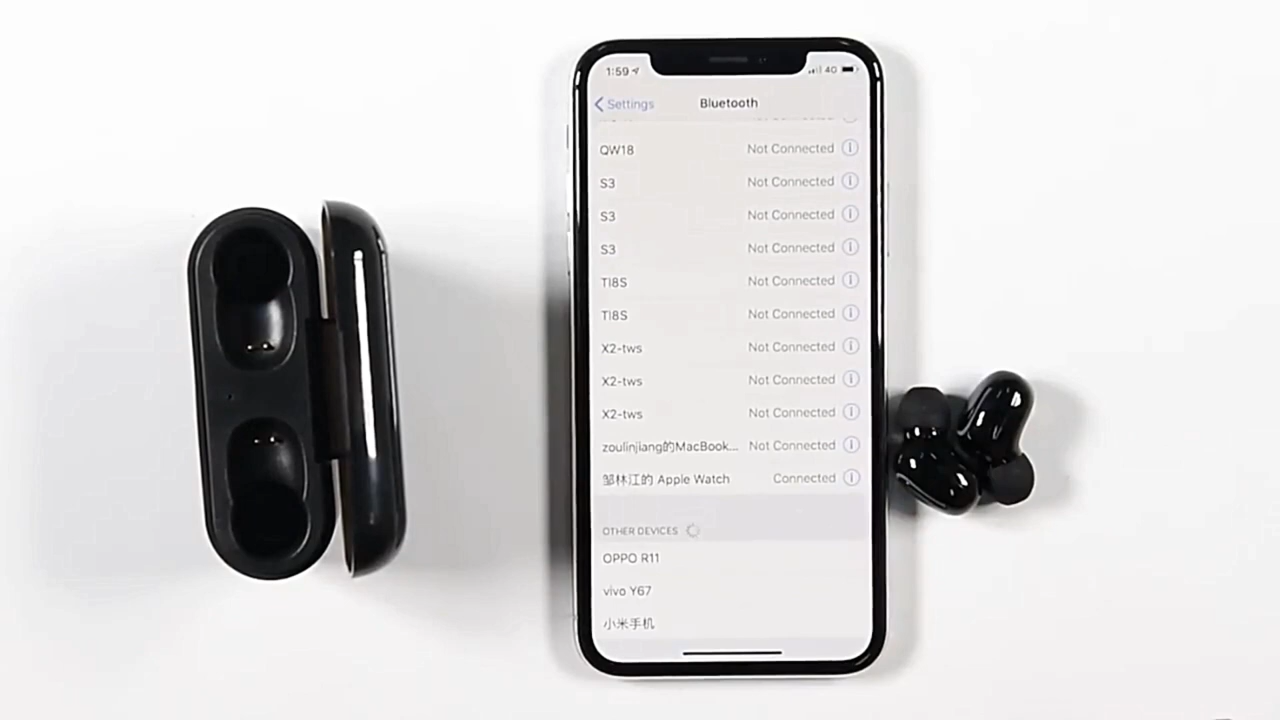 1:59 4G
Settings Bluetooth
QW18 Not Connected
S3 Not Connected
S3 Not Connected
S3 Not Connected
TI8S Not Connected
TI8S Not Connected
X2-tws Not Connected
X2-tws Not Connected
X2-tws Not Connected
zoulinjiang的MacBook... Not Connected
邹林江的 Apple Watch Connected
OTHER DEVICES
OPPO R11
vivo Y67
小米手机